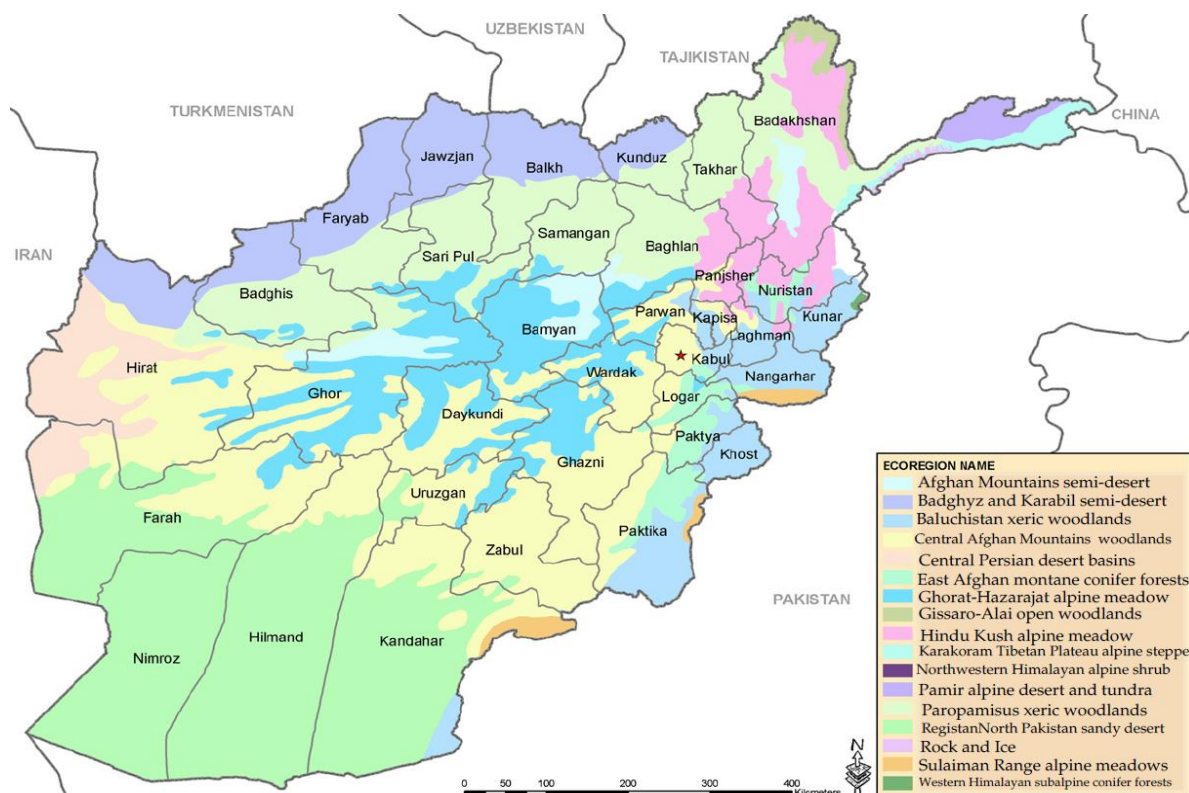 UZBEKISTAN
TAJIKISTAN
TURKMENISTAN
CHINA
Badakhshan
Jawzjan
Balkh
Kunduz
Takhar
Faryab
Samangan
Baghlan
IRAN
Sari Pul
Panjsher
Badghis
Nuristan
Parwan
Kapisa
Kunar
Bamyan
Laghman
Kabul
Hirat
Wardak
Nangarhar
Ghor
Logar
Daykundi
Paktya
Khost
Ghazni
Uruzgan
Farah
Paktika
Zabul
PAKISTAN
Hilmand
Kandahar
Nimroz
ECOREGION NAME
Afghan Mountains semi-desert
Badghyz and Karabil semi-desert
Baluchistan xeric woodlands
Central Afghan Mountains woodlands
Central Persian desert basins
East Afghan montane conifer forests
Ghorat-Hazarajat alpine meadow
Gissaro-Alai open woodlands
Hindu Kush alpine meadow
Karakoram Tibetan Plateau alpine steppe
Northwestern Himalayan alpine shrub
Pamir alpine desert and tundra
Paropamisus xeric woodlands
RegistanNorth Pakistan sandy desert
Rock and Ice
Sulaiman Range alpine meadows
Western Himalayan subalpine conifer forests
N
0 50 100 200 300 400
Kilometers